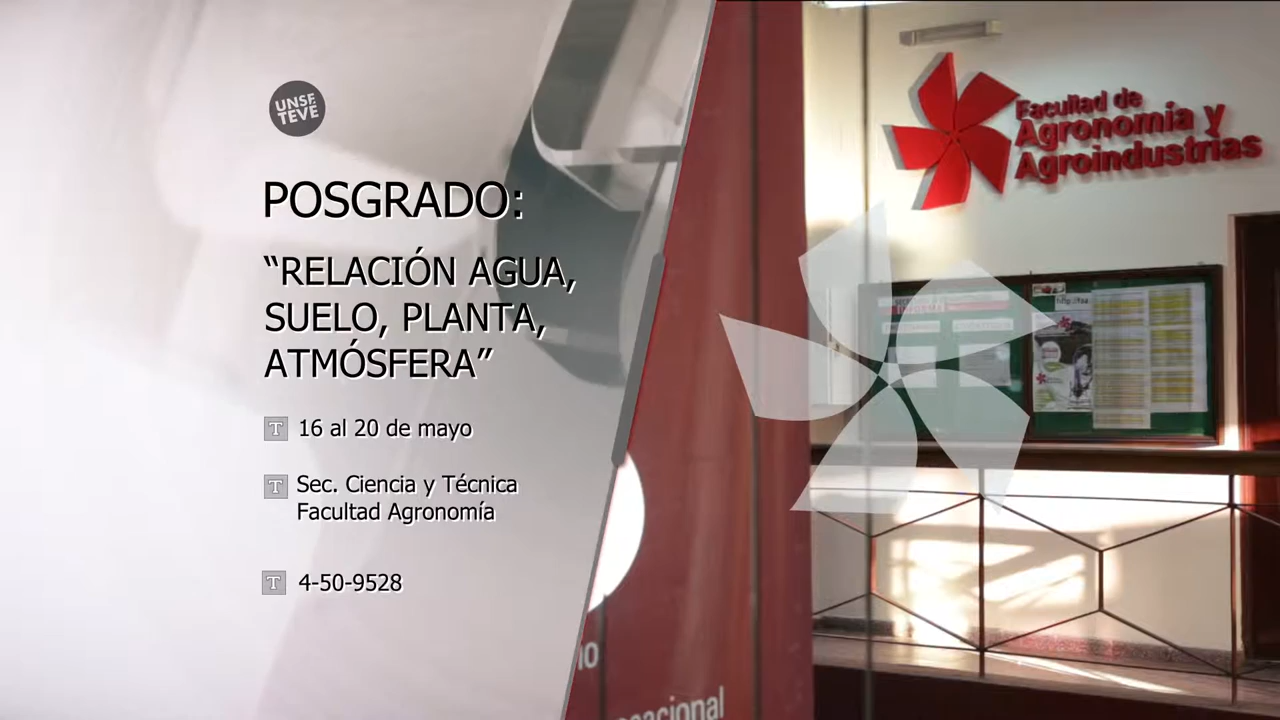 UNSE
TEVE
POSGRADO:
“RELACIÓN AGUA,
SUELO, PLANTA,
ATMÓSFERA”
T 16 al 20 de mayo
T Sec. Ciencia y Técnica
Facultad Agronomía
T 4-50-9528
Facultad de
Agronomía y
Agroindustrias